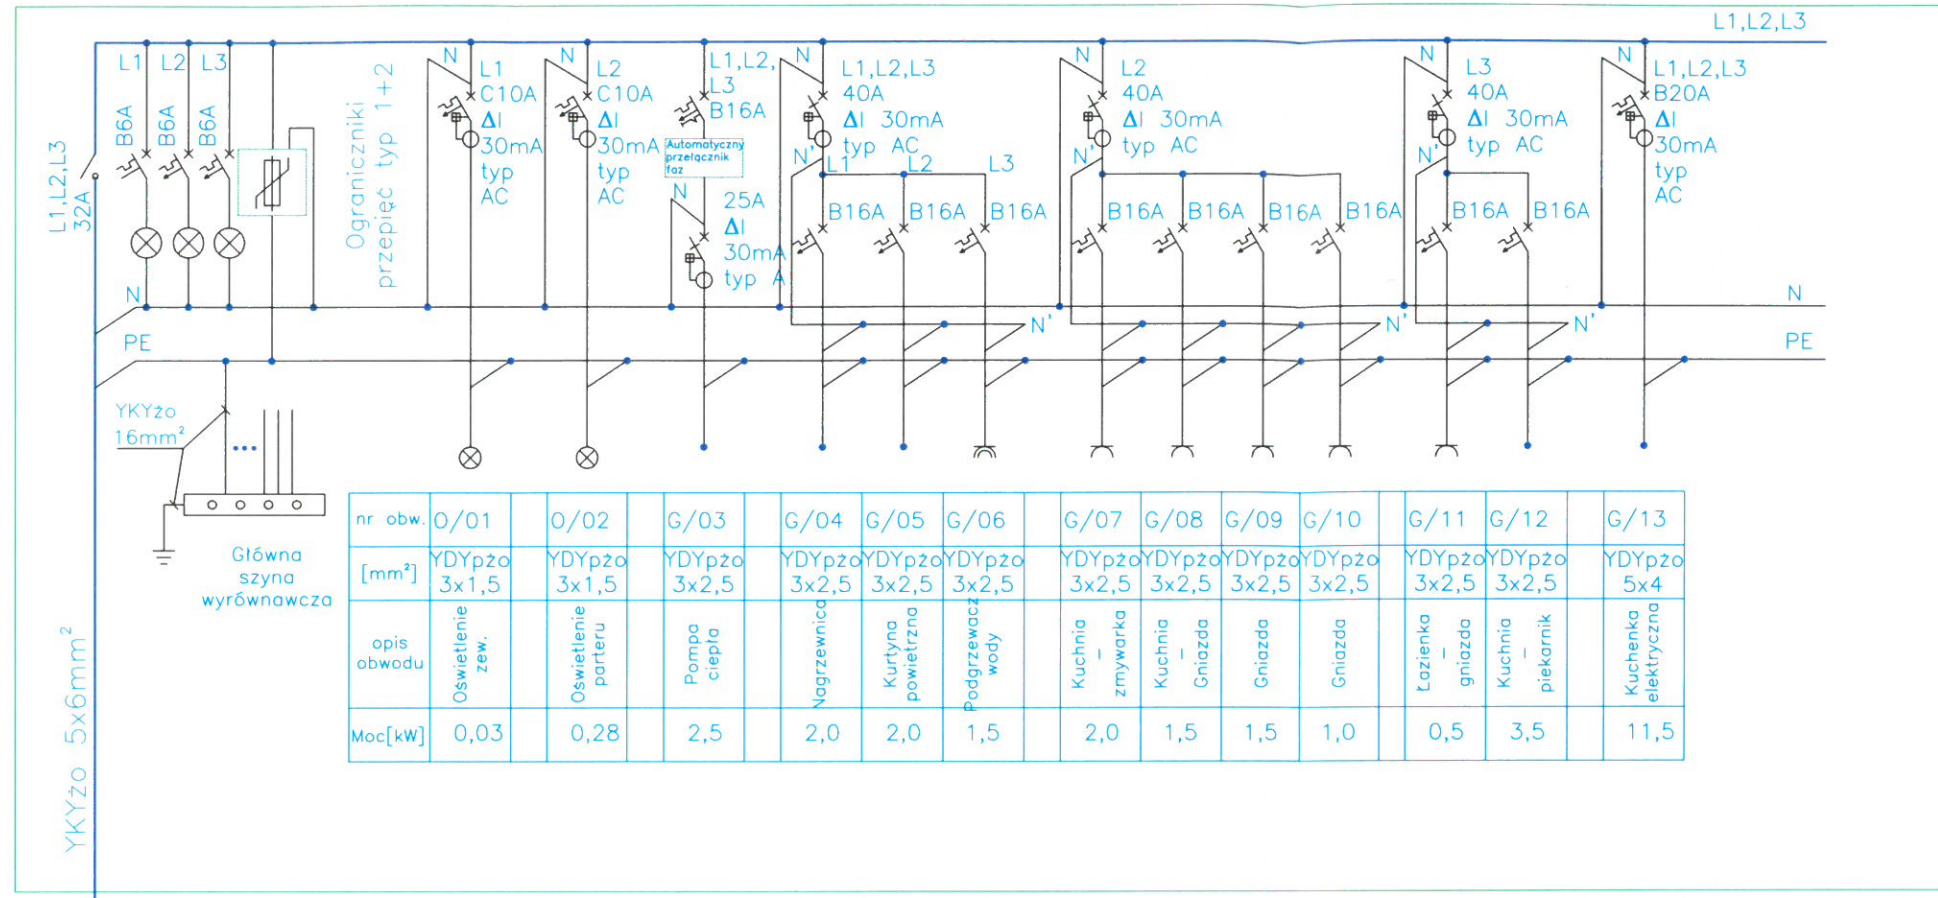 L1,L2,L3
L1 L2 L3
B6A B6A B6A
L1,L2,L3
32A
N
PE
Ograniczniki
przepięć typ 1+2
N
L1
C10A
ΔI
30mA
typ
AC
N
L2
C10A
ΔI
30mA
typ
AC
L1,L2,
L3
B16A
Automatyczny
przełącznik
faz
N
25A
ΔI
30mA
typ A
N
L1,L2,L3
40A
ΔI 30mA
typ AC
N'
L1 L2 L3
B16A B16A B16A
N'
N
L2
40A
ΔI 30mA
typ AC
N'
B16A B16A B16A B16A
N'
N
L3
40A
ΔI 30mA
typ AC
N'
B16A B16A
N'
N
L1,L2,L3
B20A
ΔI
30mA
typ
AC
N
PE
YKYżo
16mm²
Główna
szyna
wyrównawcza
YKYżo 5x6mm²
nr obw. O/01 O/02 G/03 G/04 G/05 G/06 G/07 G/08 G/09 G/10 G/11 G/12 G/13
[mm²]
YDYpżo YDYpżo YDYpżo YDYpżo YDYpżo YDYpżo YDYpżo YDYpżo YDYpżo YDYpżo YDYpżo YDYpżo YDYpżo
3x1,5 3x1,5 3x2,5 3x2,5 3x2,5 3x2,5 3x2,5 3x2,5 3x2,5 3x2,5 3x2,5 3x2,5 5x4
opis
obwodu
Oświetlenie
zew.
Oświetlenie
parteru
Pompa
ciepła
Nagrzewnica
Kurtyna
powietrzna
Podgrzewacz
wody
Kuchnia
–
zmywarka
Kuchnia
–
Gniazda
Gniazda
Gniazda
Łazienka
–
gniazda
Kuchnia
–
piekarnik
Kuchenka
elektryczna
Moc[kW] 0,03 0,28 2,5 2,0 2,0 1,5 2,0 1,5 1,5 1,0 0,5 3,5 11,5